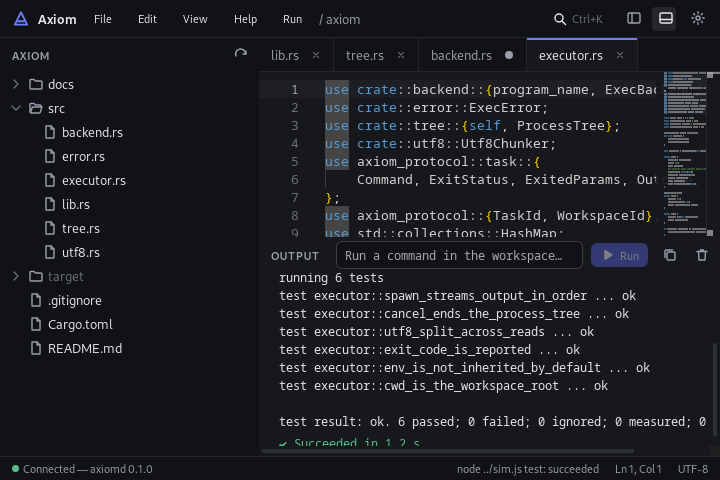 Axiom File Edit View Help Run / axiom Ctrl+K
AXIOM
docs
src
backend.rs
error.rs
executor.rs
lib.rs
tree.rs
utf8.rs
target
.gitignore
Cargo.toml
README.md
lib.rs × tree.rs × backend.rs executor.rs ×
1 use crate::backend::{program_name, ExecBac
2 use crate::error::ExecError;
3 use crate::tree::{self, ProcessTree};
4 use crate::utf8::Utf8Chunker;
5 use axiom_protocol::task::{
6 Command, ExitStatus, ExitedParams, Out
7 };
8 use axiom_protocol::{TaskId, WorkspaceId}
9 use std::collections::HashMap;
OUTPUT Run a command in the workspace… Run
running 6 tests
test executor::spawn_streams_output_in_order ... ok
test executor::cancel_ends_the_process_tree ... ok
test executor::utf8_split_across_reads ... ok
test executor::exit_code_is_reported ... ok
test executor::env_is_not_inherited_by_default ... ok
test executor::cwd_is_the_workspace_root ... ok
test result: ok. 6 passed; 0 failed; 0 ignored; 0 measured; 0
✔ Succeeded in 1.2 s
Connected — axiomd 0.1.0 node ../sim.js test: succeeded Ln 1, Col 1 UTF-8